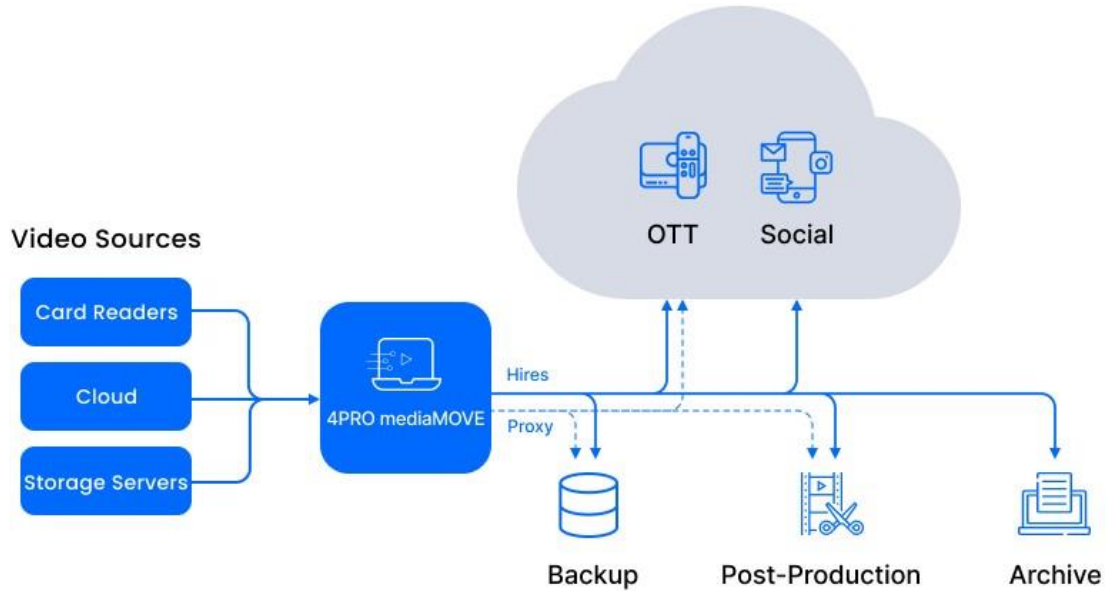 OTT
Social
Video Sources
Card Readers
Cloud
Storage Servers
4PRO mediaMOVE
Hires
Proxy
Backup
Post-Production
Archive